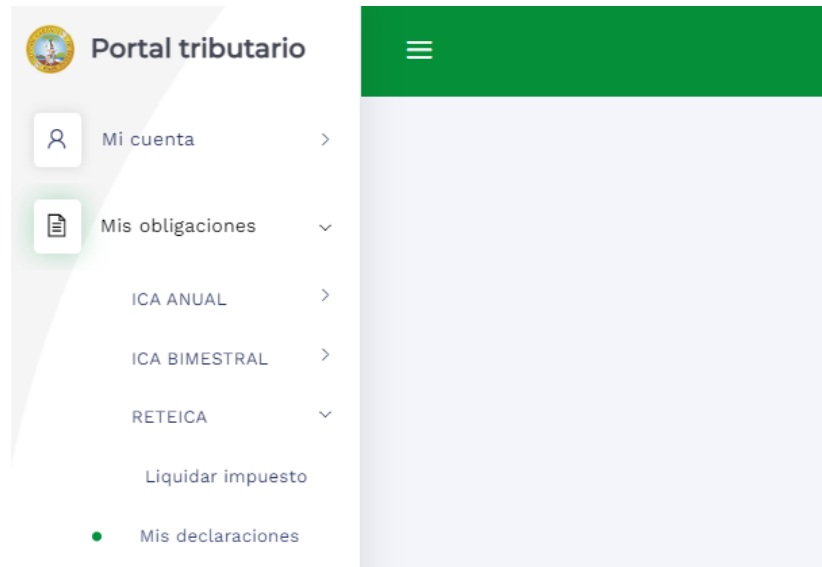 Portal tributario
Mi cuenta
Mis obligaciones
ICA ANUAL
ICA BIMESTRAL
RETEICA
Liquidar impuesto
Mis declaraciones